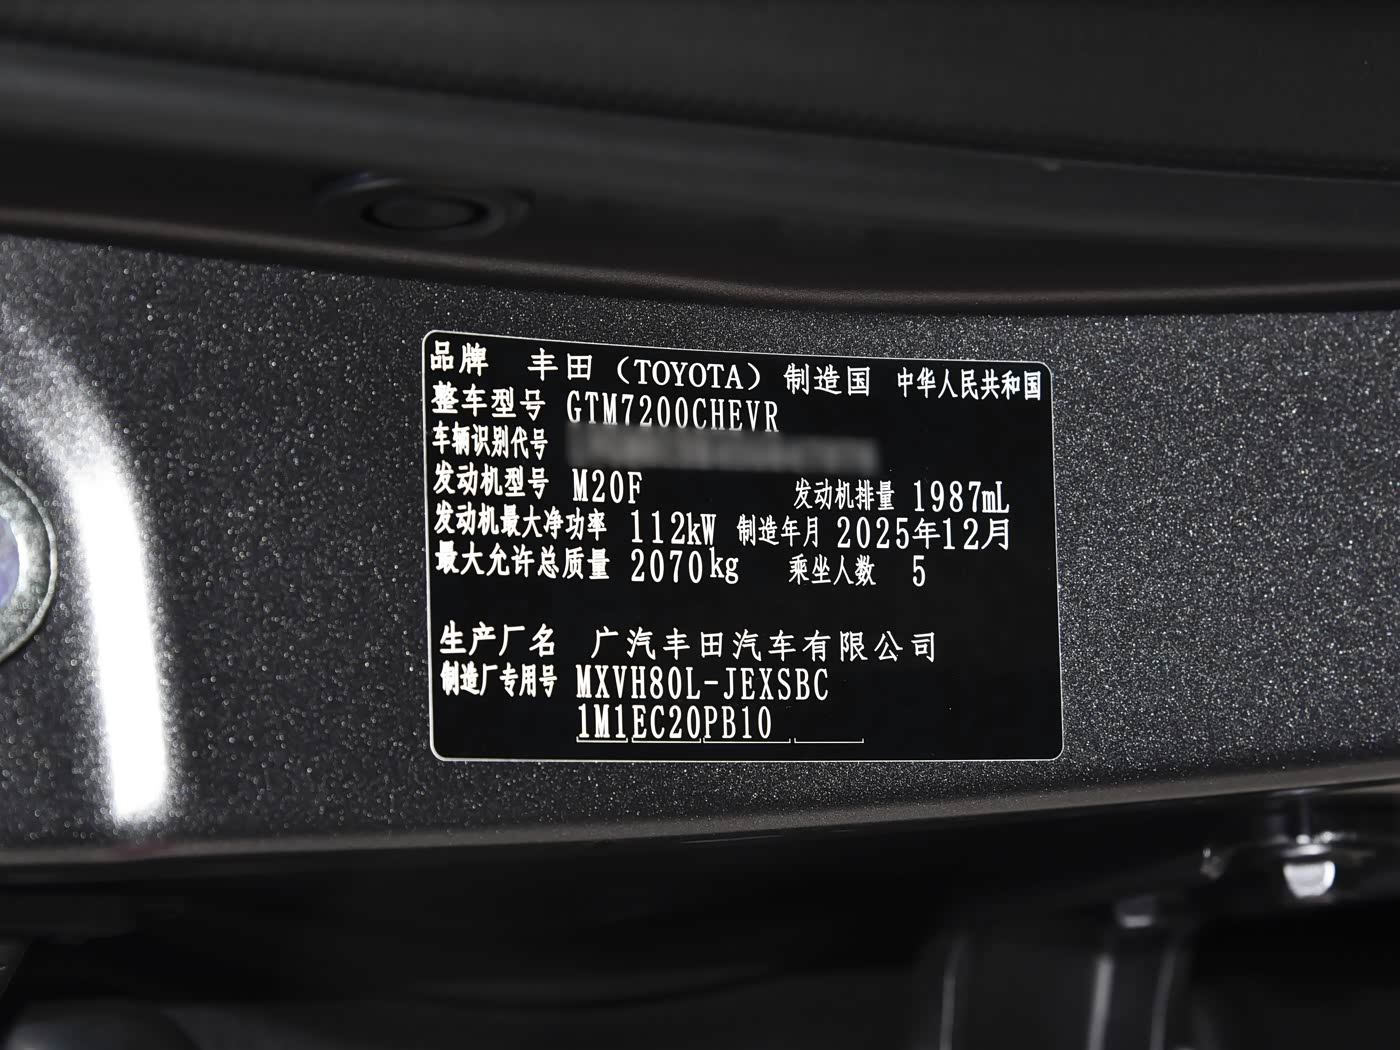 品牌 丰田（TOYOTA）制造国 中华人民共和国
整车型号 GTM7200CHEVR
车辆识别代号
发动机型号 M20F 发动机排量 1987mL
发动机最大净功率 112kW 制造年月 2025年12月
最大允许总质量 2070kg 乘坐人数 5
生产厂名 广汽丰田汽车有限公司
制造厂专用号 MXVH80L-JEXSBC
1M1EC20PB10